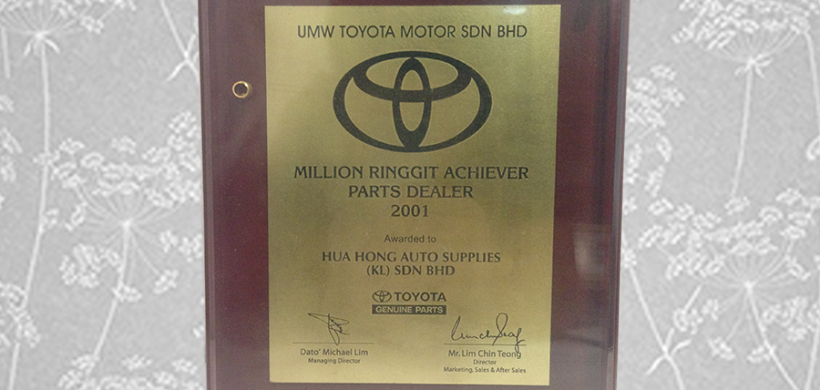 UMW TOYOTA MOTOR SDN BHD
MILLION RINGGIT ACHIEVER
PARTS DEALER
2001
Awarded to
HUA HONG AUTO SUPPLIES
(KL) SDN BHD
TOYOTA
GENUINE PARTS
Dato' Michael Lim
Managing Director
Mr. Lim Chin Teong
Director
Marketing, Sales & After Sales